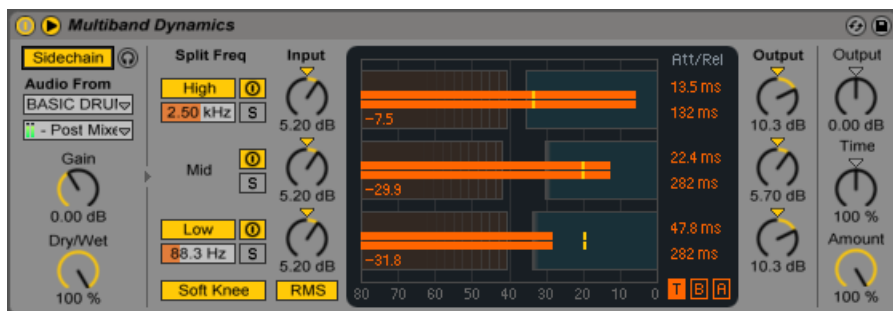 Multiband Dynamics
Sidechain
Audio From
BASIC DRUI
- Post Mixe
Gain
0.00 dB
Dry/Wet
100 %
Split Freq
High
2.50 kHz S
Mid
S
Low
88.3 Hz S
Soft Knee
Input
5.20 dB
5.20 dB
5.20 dB
RMS
-7.5
-29.9
-31.8
80 70 60 50 40 30 20 10 0
Att/Rel
13.5 ms
132 ms
22.4 ms
282 ms
47.8 ms
282 ms
T B A
Output
10.3 dB
5.70 dB
10.3 dB
Output
0.00 dB
Time
100 %
Amount
100 %